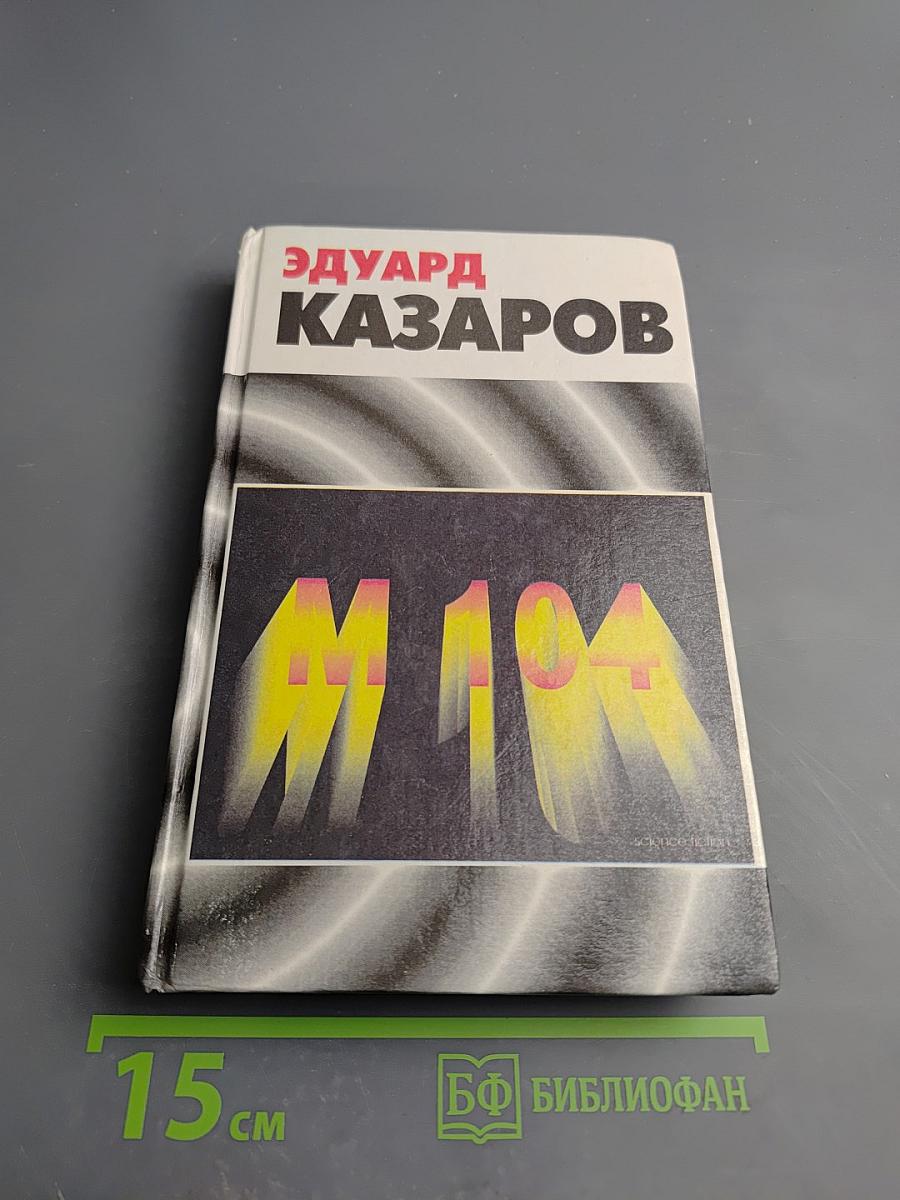 ЭДУАРД
КАЗАРОВ
М 104
science fiction
15 см
БФ БИБЛИОФАН